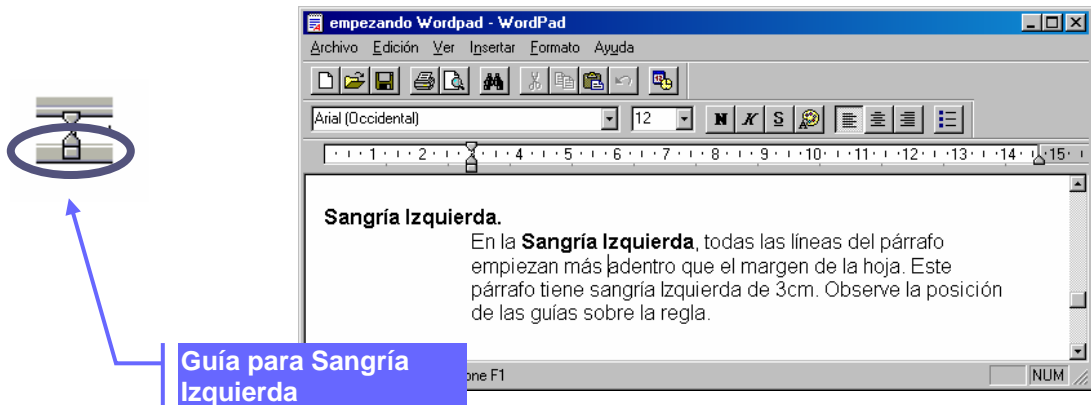 empezando Wordpad - WordPad
Archivo Edición Ver Insertar Formato Ayuda
Arial (Occidental) 12 N K S
1 2 4 5 6 7 8 9 10 11 12 13 14 15
Sangría Izquierda.
En la Sangría Izquierda, todas las líneas del párrafo
empiezan más adentro que el margen de la hoja. Este
párrafo tiene sangría Izquierda de 3cm. Observe la posición
de las guías sobre la regla.
Guía para Sangría
Izquierda
one F1 NUM